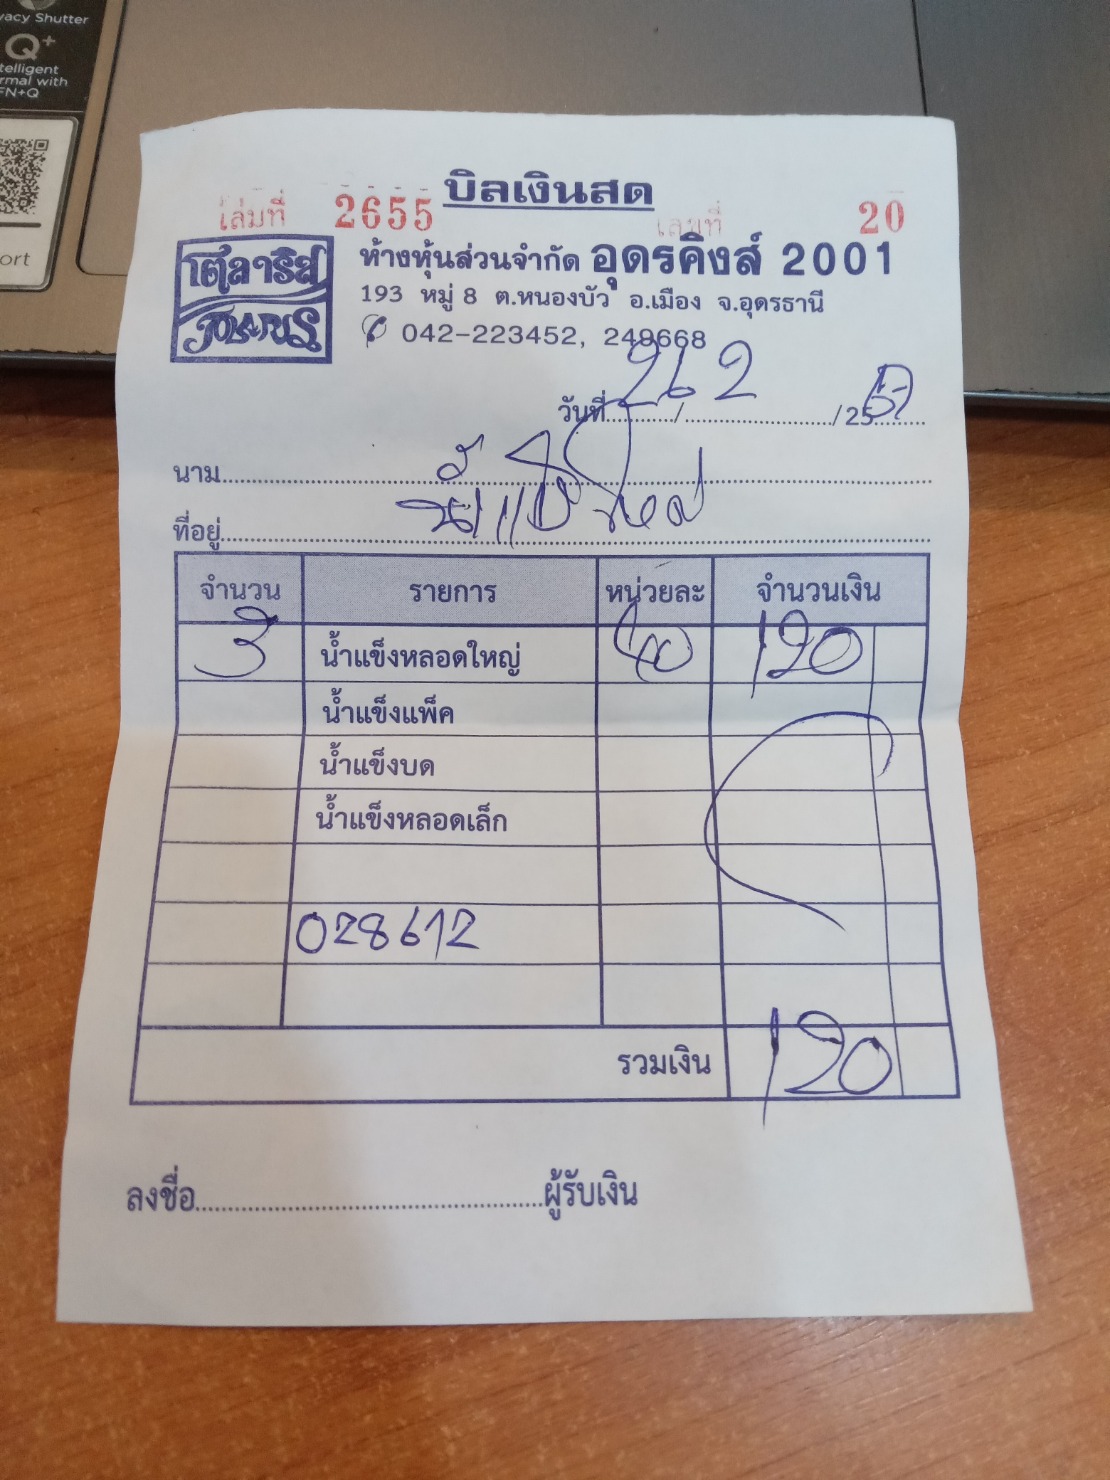 vacy Shutter
Q+
telligent
rmal with
FN+Q
ort
บิลเงินสด
เล่มที่ 2655 เลขที่ 20
โพลาริส
POLARIS
ห้างหุ้นส่วนจำกัด อุดรคิงส์ 2001
193 หมู่ 8 ต.หนองบัว อ.เมือง จ.อุดรธานี
042-223452, 249668
วันที่ 26 / 2 / 25
นาม
ที่อยู่
จำนวน รายการ หน่วยละ จำนวนเงิน
3 น้ำแข็งหลอดใหญ่ 40 120
น้ำแข็งแพ็ค
น้ำแข็งบด
น้ำแข็งหลอดเล็ก
028612
รวมเงิน 120
ลงชื่อ ผู้รับเงิน